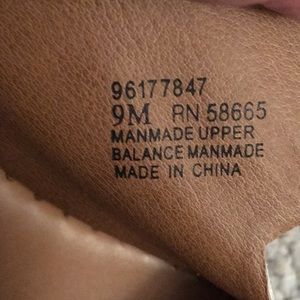 96177847
9M RN 58665
MANMADE UPPER
BALANCE MANMADE
MADE IN CHINA